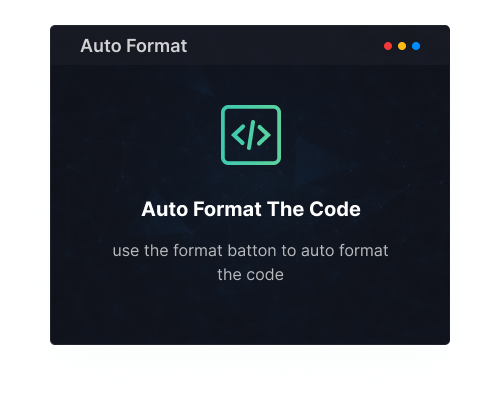 Auto Format
</>
Auto Format The Code
use the format batton to auto format
the code